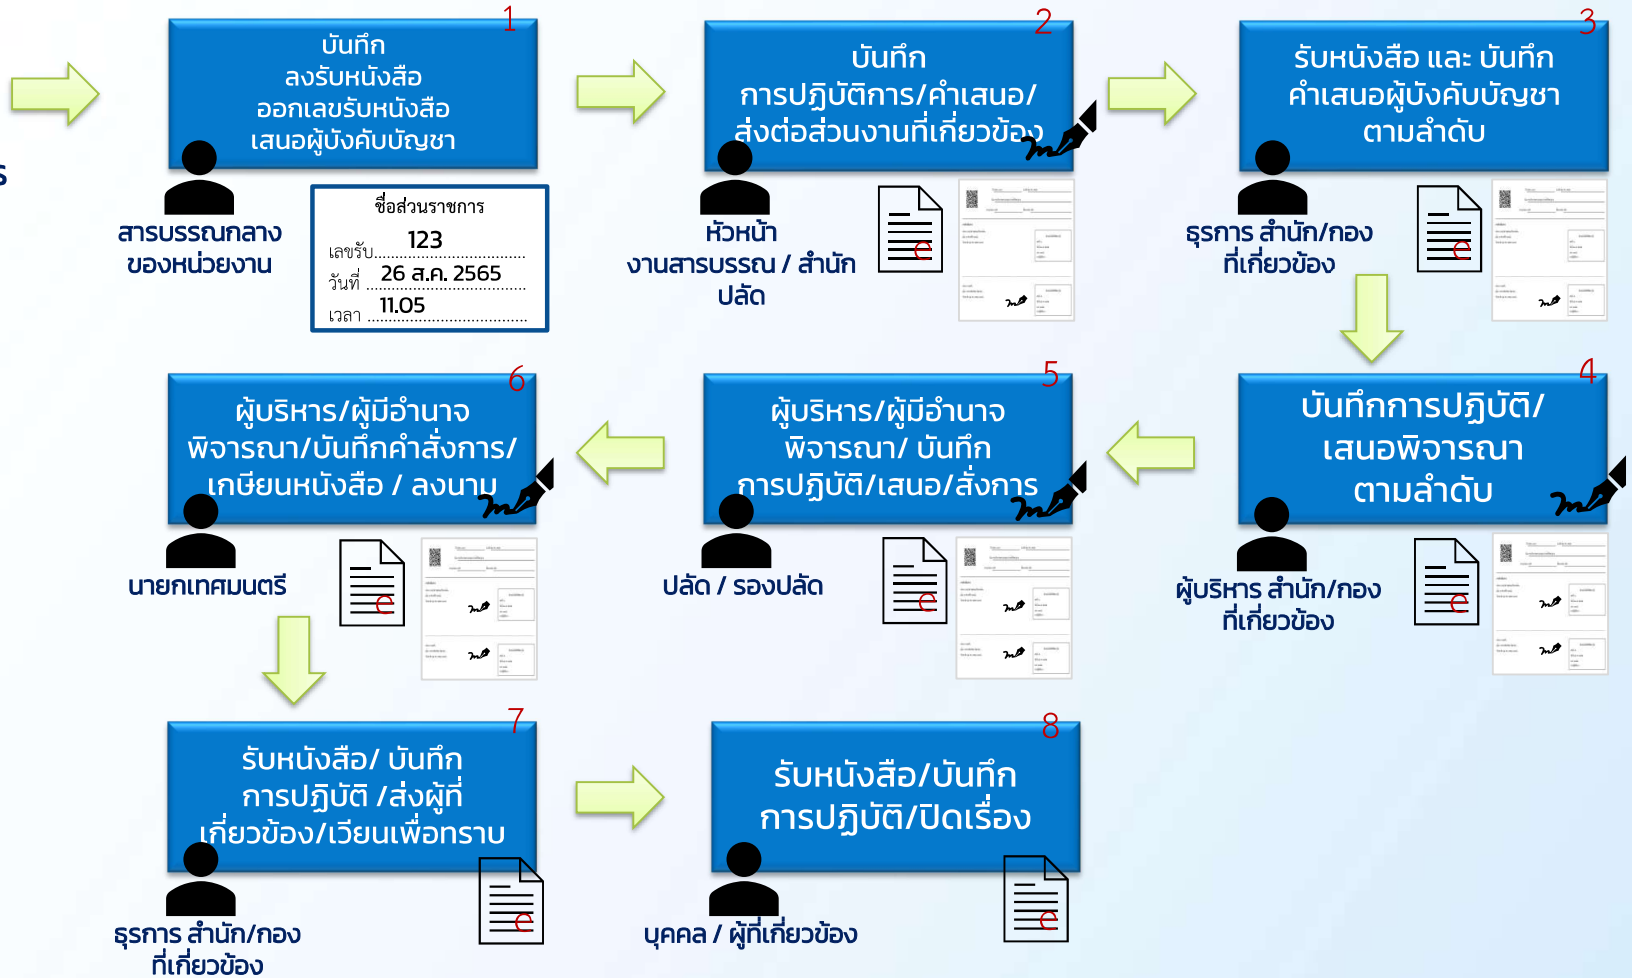 ร
1
บันทึก
ลงรับหนังสือ
ออกเลขรับหนังสือ
เสนอผู้บังคับบัญชา
สารบรรณกลาง
ของหน่วยงาน
ชื่อส่วนราชการ
เลขรับ 123
วันที่ 26 ส.ค. 2565
เวลา 11.05
2
บันทึก
การปฏิบัติการ/คำเสนอ/
ส่งต่อส่วนงานที่เกี่ยวข้อง
หัวหน้า
งานสารบรรณ / สำนัก
ปลัด
e
3
รับหนังสือ และ บันทึก
คำเสนอผู้บังคับบัญชา
ตามลำดับ
ธุรการ สำนัก/กอง
ที่เกี่ยวข้อง
e
4
บันทึกการปฏิบัติ/
เสนอพิจารณา
ตามลำดับ
ผู้บริหาร สำนัก/กอง
ที่เกี่ยวข้อง
e
5
ผู้บริหาร/ผู้มีอำนาจ
พิจารณา/ บันทึก
การปฏิบัติ/เสนอ/สั่งการ
ปลัด / รองปลัด
e
6
ผู้บริหาร/ผู้มีอำนาจ
พิจารณา/บันทึกคำสั่งการ/
เกษียนหนังสือ / ลงนาม
นายกเทศมนตรี
e
7
รับหนังสือ/ บันทึก
การปฏิบัติ /ส่งผู้ที่
เกี่ยวข้อง/เวียนเพื่อทราบ
ธุรการ สำนัก/กอง
ที่เกี่ยวข้อง
e
8
รับหนังสือ/บันทึก
การปฏิบัติ/ปิดเรื่อง
บุคคล / ผู้ที่เกี่ยวข้อง
e